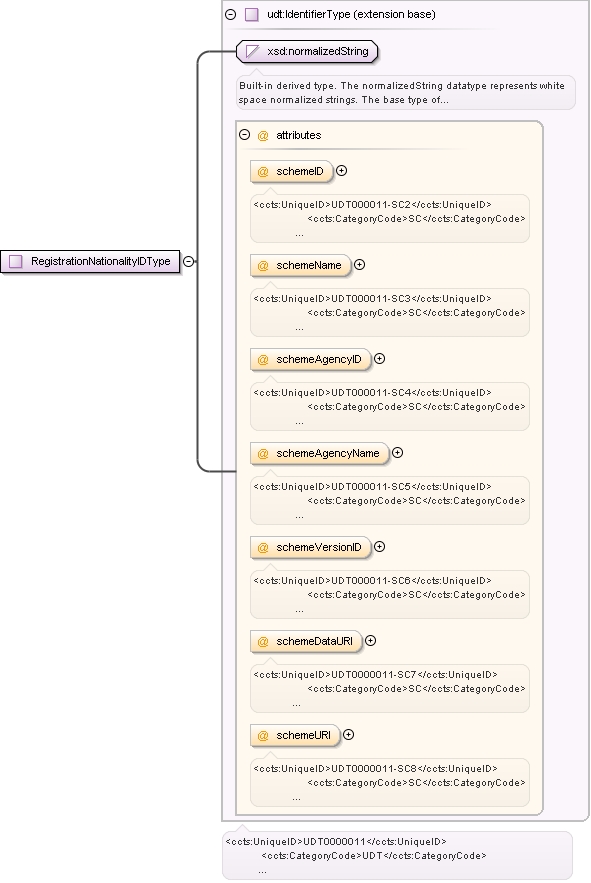 udt:IdentifierType (extension base)
xsd:normalizedString
Built-in derived type. The normalizedString datatype represents white
space normalized strings. The base type of...
@ attributes
@ schemeID
<ccts:UniqueID>UDT000011-SC2</ccts:UniqueID>
<ccts:CategoryCode>SC</ccts:CategoryCode>
...
RegistrationNationalityIDType
@ schemeName
<ccts:UniqueID>UDT000011-SC3</ccts:UniqueID>
<ccts:CategoryCode>SC</ccts:CategoryCode>
...
@ schemeAgencyID
<ccts:UniqueID>UDT000011-SC4</ccts:UniqueID>
<ccts:CategoryCode>SC</ccts:CategoryCode>
...
@ schemeAgencyName
<ccts:UniqueID>UDT000011-SC5</ccts:UniqueID>
<ccts:CategoryCode>SC</ccts:CategoryCode>
...
@ schemeVersionID
<ccts:UniqueID>UDT000011-SC6</ccts:UniqueID>
<ccts:CategoryCode>SC</ccts:CategoryCode>
...
@ schemeDataURI
<ccts:UniqueID>UDT0000011-SC7</ccts:UniqueID>
<ccts:CategoryCode>SC</ccts:CategoryCode>
...
@ schemeURI
<ccts:UniqueID>UDT0000011-SC8</ccts:UniqueID>
<ccts:CategoryCode>SC</ccts:CategoryCode>
...
<ccts:UniqueID>UDT0000011</ccts:UniqueID>
<ccts:CategoryCode>UDT</ccts:CategoryCode>
...